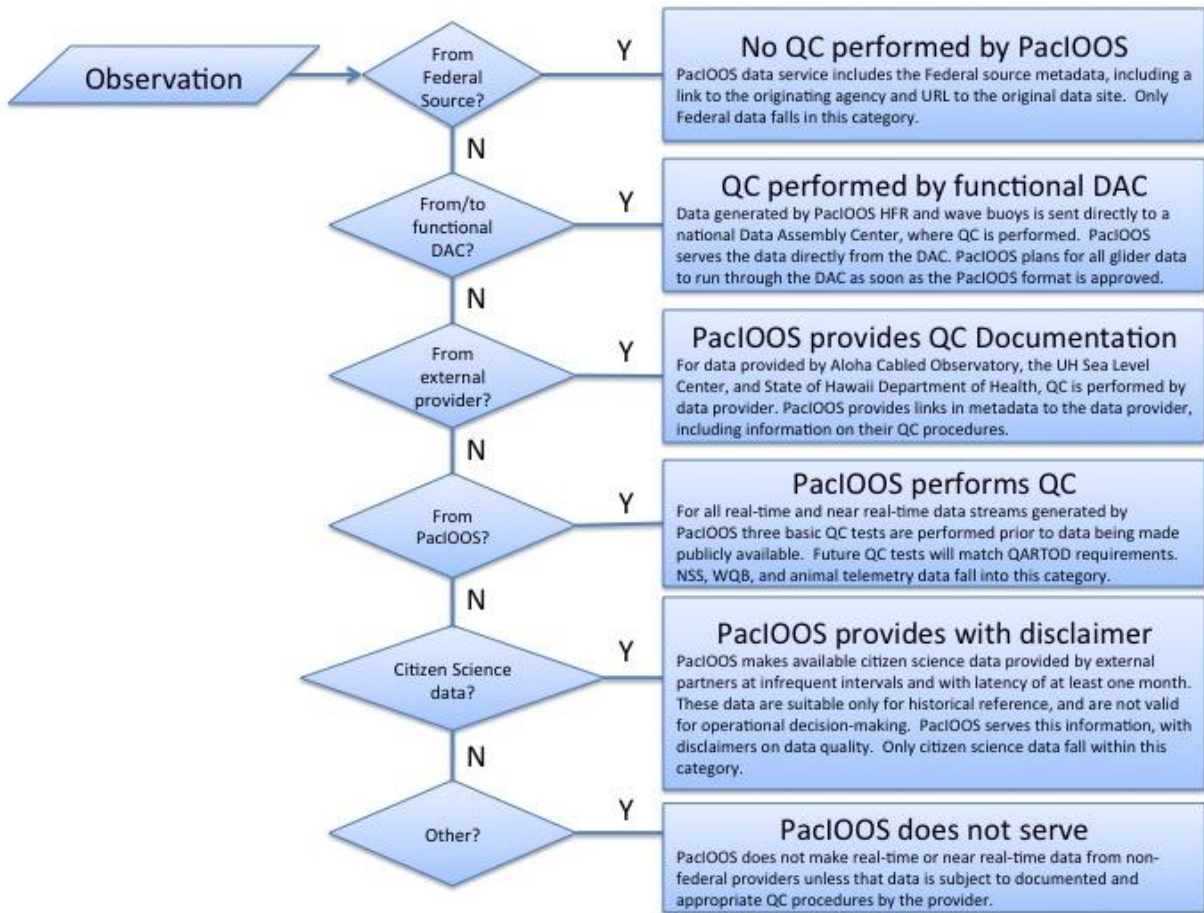 Observation
From
Federal
Source?
Y
No QC performed by PacIOOS
PacIOOS data service includes the Federal source metadata, including a
link to the originating agency and URL to the original data site. Only
Federal data falls in this category.
N
From/to
functional
DAC?
Y
QC performed by functional DAC
Data generated by PacIOOS HFR and wave buoys is sent directly to a
national Data Assembly Center, where QC is performed. PacIOOS
serves the data directly from the DAC. PacIOOS plans for all glider data
to run through the DAC as soon as the PacIOOS format is approved.
N
From
external
provider?
Y
PacIOOS provides QC Documentation
For data provided by Aloha Cabled Observatory, the UH Sea Level
Center, and State of Hawaii Department of Health, QC is performed by
data provider. PacIOOS provides links in metadata to the data provider,
including information on their QC procedures.
N
From
PacIOOS?
Y
PacIOOS performs QC
For all real-time and near real-time data streams generated by
PacIOOS three basic QC tests are performed prior to data being made
publicly available. Future QC tests will match QARTOD requirements.
NSS, WQB, and animal telemetry data fall into this category.
N
Citizen Science
data?
Y
PacIOOS provides with disclaimer
PacIOOS makes available citizen science data provided by external
partners at infrequent intervals and with latency of at least one month.
These data are suitable only for historical reference, and are not valid
for operational decision-making. PacIOOS serves this information, with
disclaimers on data quality. Only citizen science data fall within this
category.
N
Other?
Y
PacIOOS does not serve
PacIOOS does not make real-time or near real-time data from non-
federal providers unless that data is subject to documented and
appropriate QC procedures by the provider.